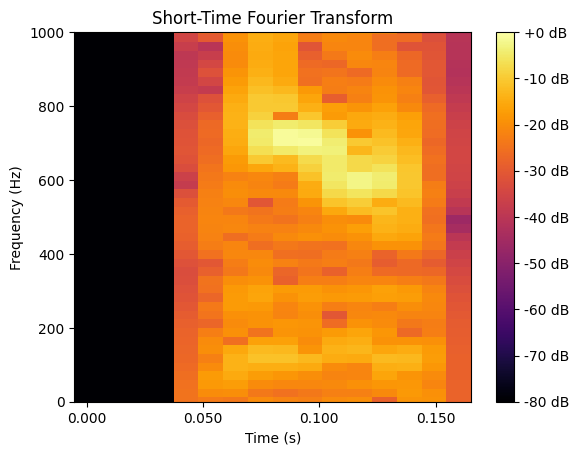 Short-Time Fourier Transform
1000
800
600
400
200
0
Frequency (Hz)
0.000
0.050
0.100
0.150
Time (s)
+0 dB
-10 dB
-20 dB
-30 dB
-40 dB
-50 dB
-60 dB
-70 dB
-80 dB